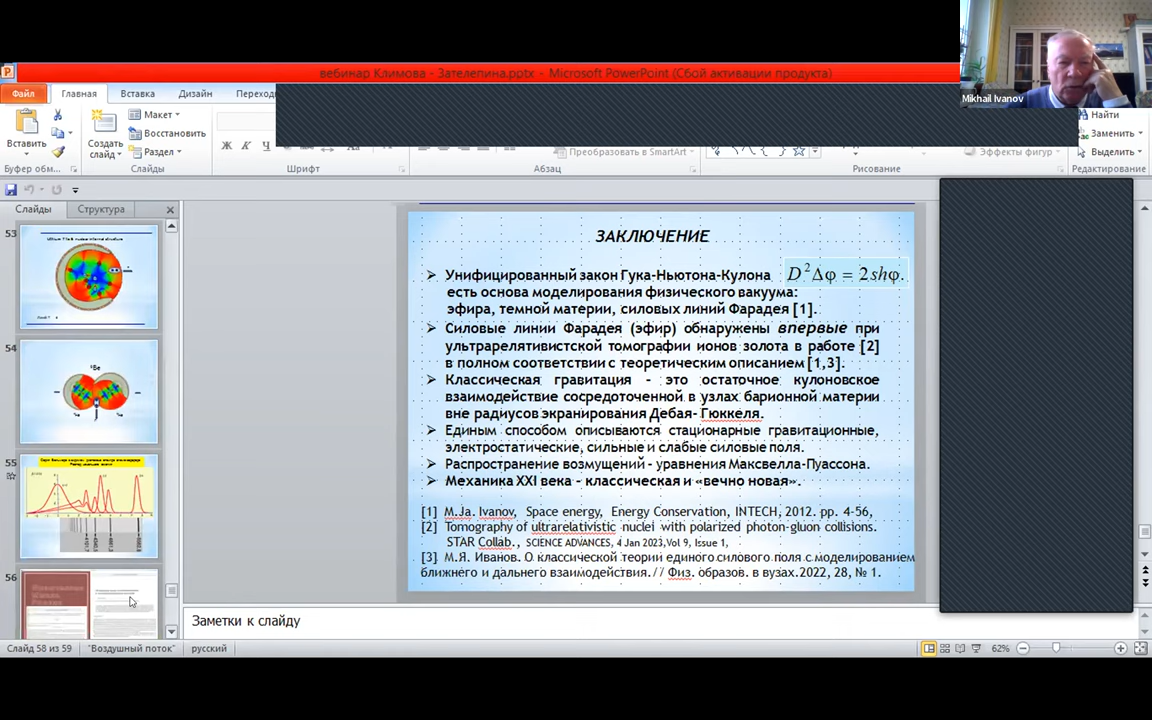 вебинар Климова - Зателепина.pptx - Microsoft PowerPoint (Сбой активации продукта)
Mikhail Ivanov
Файл
Главная
Вставка
Дизайн
Переход
Вставить
Создать слайд
Макет
Восстановить
Раздел
Ж К Ч
Преобразовать в SmartArt
Эффекты фигур
Найти
Заменить
Выделить
Буфер обм...
Слайды
Шрифт
Абзац
Рисование
Редактирование
Слайды
Структура
53
54
⁸Be
55
56
ЗАКЛЮЧЕНИЕ
Унифицированный закон Гука-Ньютона-Кулона D²Δφ = 2shφ.
есть основа моделирования физического вакуума:
эфира, темной материи, силовых линий Фарадея [1].
Силовые линии Фарадея (эфир) обнаружены впервые при
ультрарелятивистской томографии ионов золота в работе [2]
в полном соответствии с теоретическим описанием [1,3].
Классическая гравитация - это остаточное кулоновское
взаимодействие сосредоточенной в узлах барионной материи
вне радиусов экранирования Дебая- Гюккеля.
Единым способом описываются стационарные гравитационные,
электростатические, сильные и слабые силовые поля.
Распространение возмущений - уравнения Максвелла-Пуассона.
Механика XXI века - классическая и «вечно новая».
[1] M.Ja. Ivanov, Space energy, Energy Conservation, INTECH, 2012. pp. 4-56,
[2] Tomography of ultrarelativistic nuclei with polarized photon-gluon collisions.
STAR Collab., SCIENCE ADVANCES, 4 Jan 2023,Vol 9, Issue 1,
[3] М.Я. Иванов. О классической теории единого силового поля с моделированием
ближнего и дальнего взаимодействия.// Физ. образов. в вузах.2022, 28, № 1.
Заметки к слайду
Слайд 58 из 59
"Воздушный поток"
русский
62%